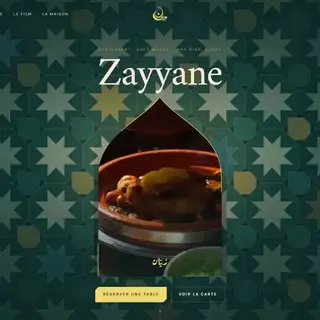 LE FILM LA MAISON
Zayyane
زيان
RÉSERVER UNE TABLE VOIR LA CARTE